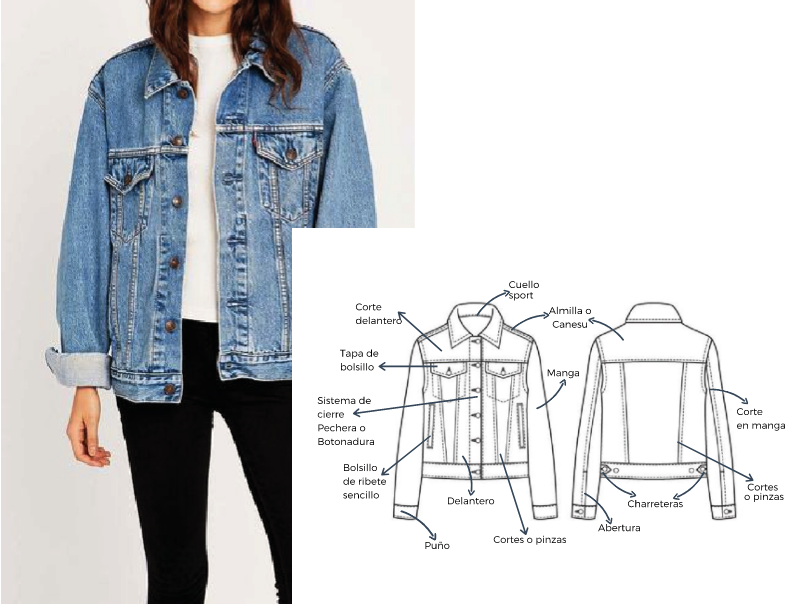 Cuello
sport
Corte
delantero
Almilla o
Canesu
Tapa de
bolsillo
Manga
Sistema de
cierre
Pechera o
Botonadura
Corte
en manga
Bolsillo
de ribete
sencillo
Delantero
Charreteras
Cortes
o pinzas
Abertura
Cortes o pinzas
Puño